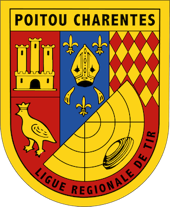 POITOU CHARENTES
LIGUE REGIONALE DE TIR